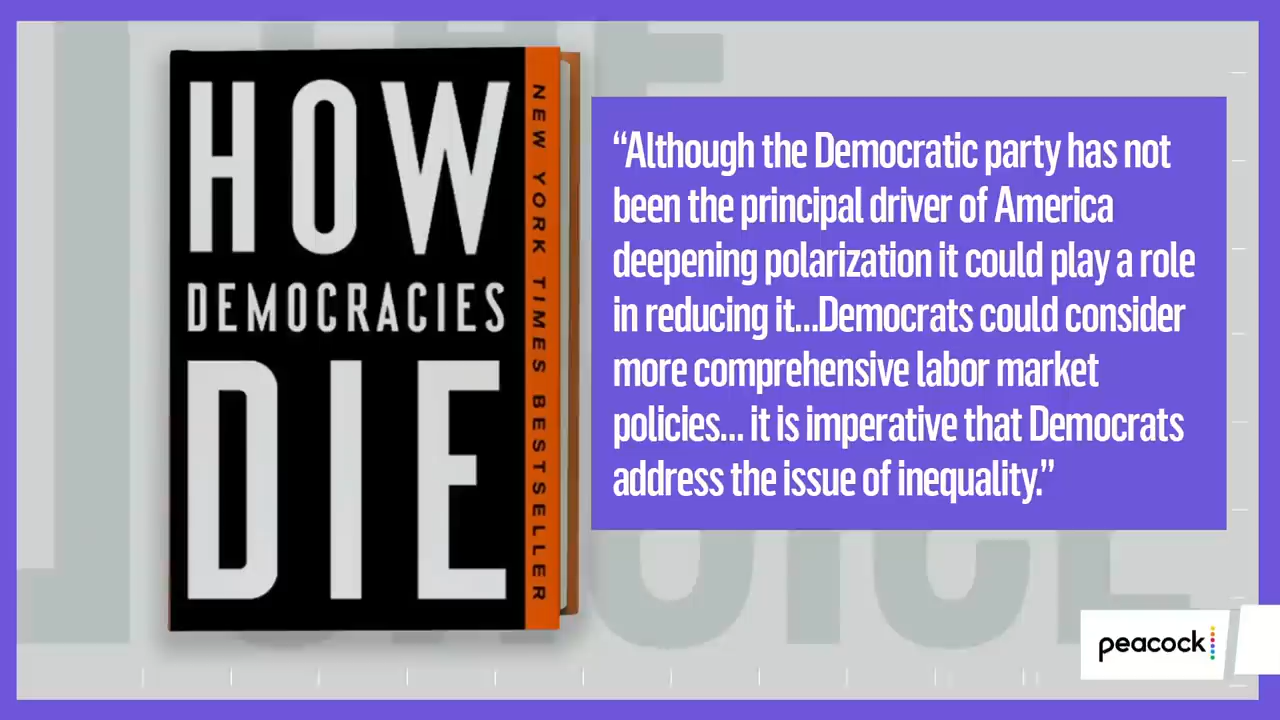 HOW
DEMOCRACIES
DIE
NEW YORK TIMES BESTSELLER
“Although the Democratic party has not
been the principal driver of America
deepening polarization it could play a role
in reducing it...Democrats could consider
more comprehensive labor market
policies... it is imperative that Democrats
address the issue of inequality.”
peacock